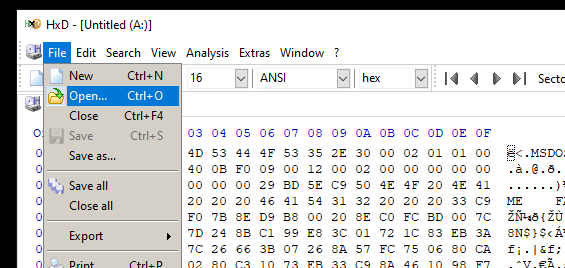 HxD - [Untitled (A:)]
File Edit Search View Analysis Extras Window ?
New Ctrl+N 16 ANSI hex Secto
Open... Ctrl+O
Close Ctrl+F4
Save Ctrl+S 03 04 05 06 07 08 09 0A 0B 0C 0D 0E 0F
Save as... 4D 53 44 4F 53 35 2E 30 00 02 01 01 00 ë<.MSDOS
40 0B F0 09 00 12 00 02 00 00 00 00 .à.@.ð.
Save all 00 00 00 29 BD 5E C9 50 4E 4F 20 4E 41 ......)
Close all 20 20 20 46 41 54 31 32 20 20 20 33 C9 ME FA
F0 7B 8E D9 B8 00 20 8E C0 FC BD 00 7C ŽÑ¼ð{ŽÙ
Export 7D 24 8B C1 99 E8 3C 01 72 1C 83 EB 3A 8N$}$<Á
7C 26 66 3B 07 26 8A 57 FC 75 06 80 CA f¡.|&f;
Print Ctrl+P 02 80 C3 10 73 EB 33 C9 8A 46 10 98 F7